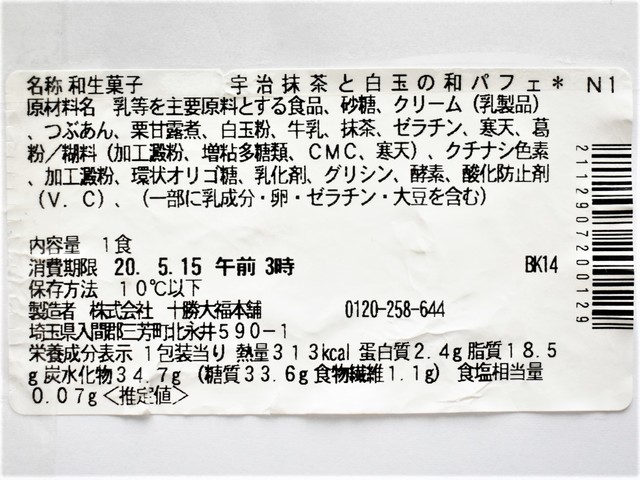 名称 和生菓子 宇治抹茶と白玉の和パフェ＊ N1
原材料名 乳等を主要原料とする食品、砂糖、クリーム（乳製品）
、つぶあん、栗甘露煮、白玉粉、牛乳、抹茶、ゼラチン、寒天、葛
粉／糊料（加工澱粉、増粘多糖類、ＣＭＣ、寒天）、クチナシ色素
、加工澱粉、環状オリゴ糖、乳化剤、グリシン、酵素、酸化防止剤
（Ｖ．Ｃ）、（一部に乳成分・卵・ゼラチン・大豆を含む）
内容量 1食
消費期限 20. 5.15 午前 3時 BK14
保存方法 10℃以下
製造者 株式会社 十勝大福本舗 0120-258-644
埼玉県入間郡三芳町北永井５９０－１
栄養成分表示 １包装当り 熱量３１３kcal 蛋白質２.４g 脂質１８.５
g 炭水化物３４.７g （糖質３３.６g 食物繊維１.１g） 食塩相当量
０.０７g＜推定値＞
2112907200129